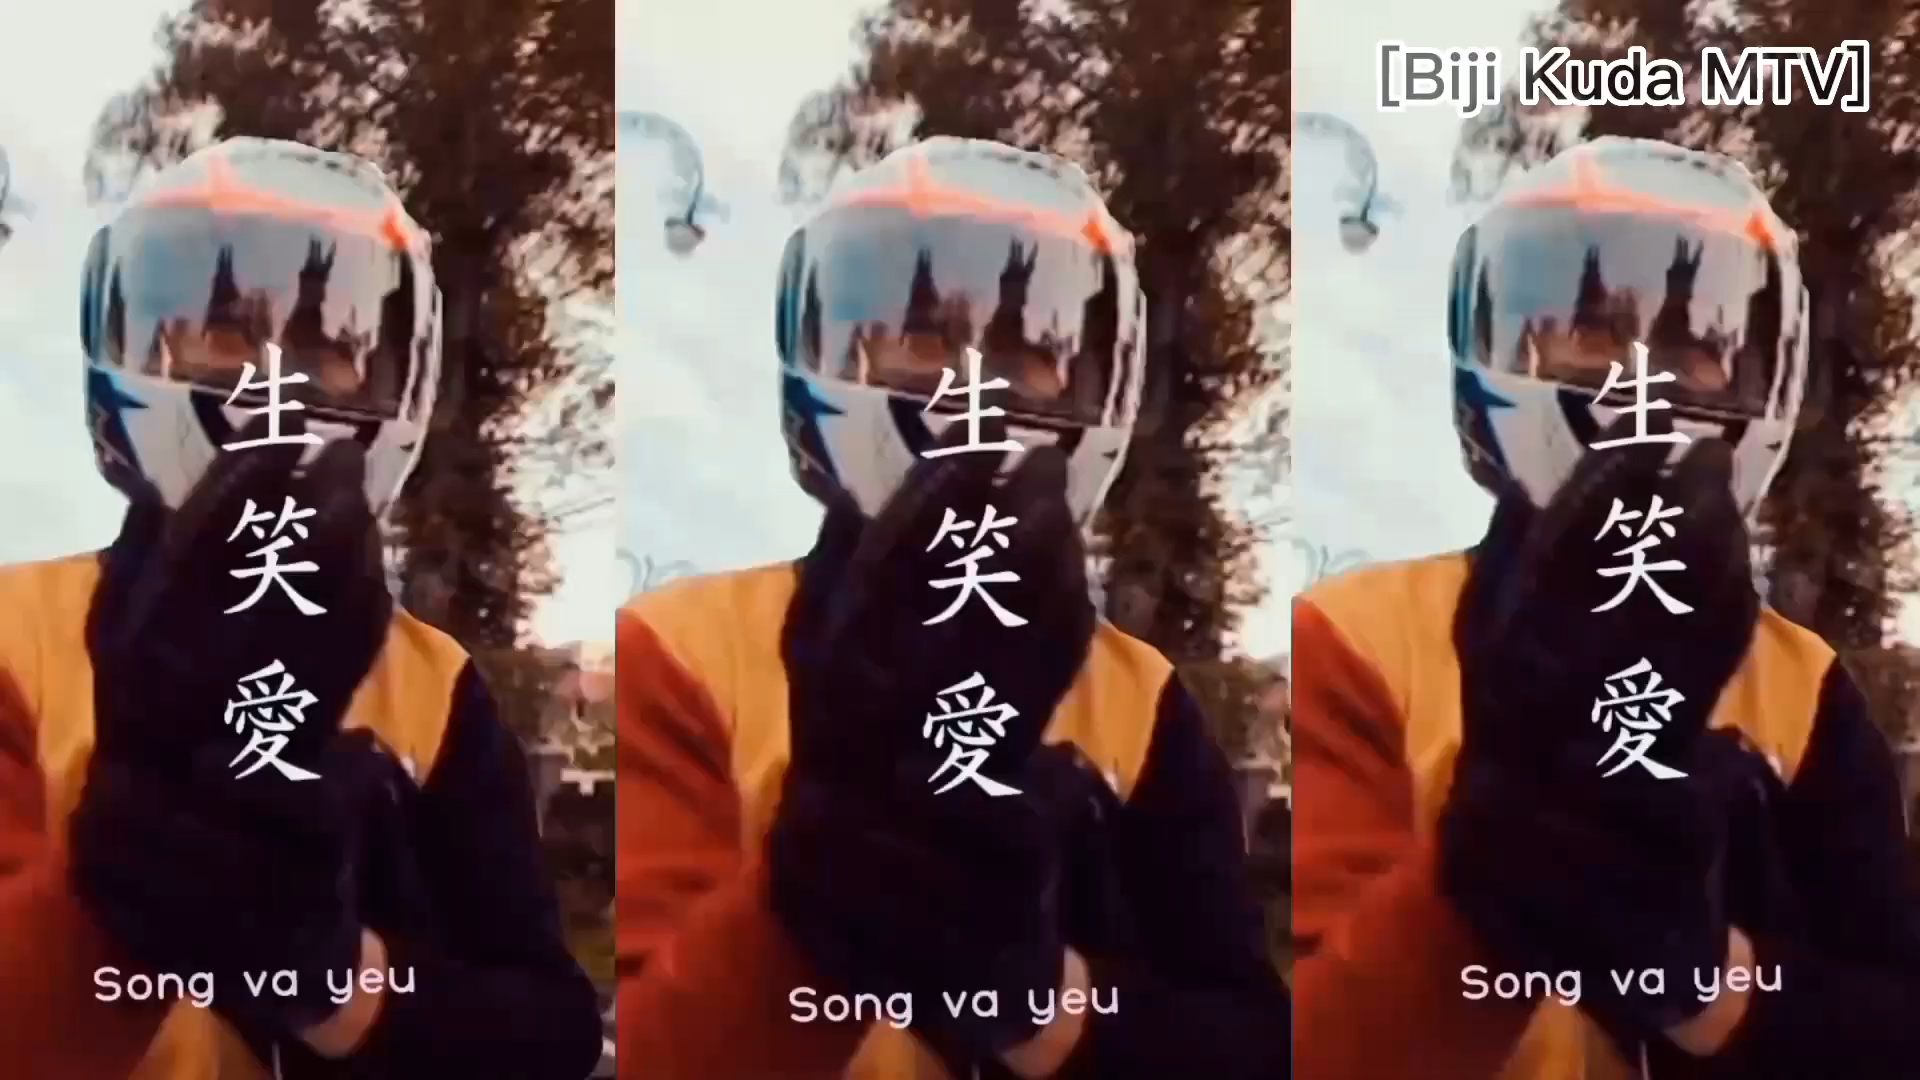 [Biji Kuda MTV]
生
笑
愛
Song va yeu
生
笑
愛
Song va yeu
生
笑
愛
Song va yeu